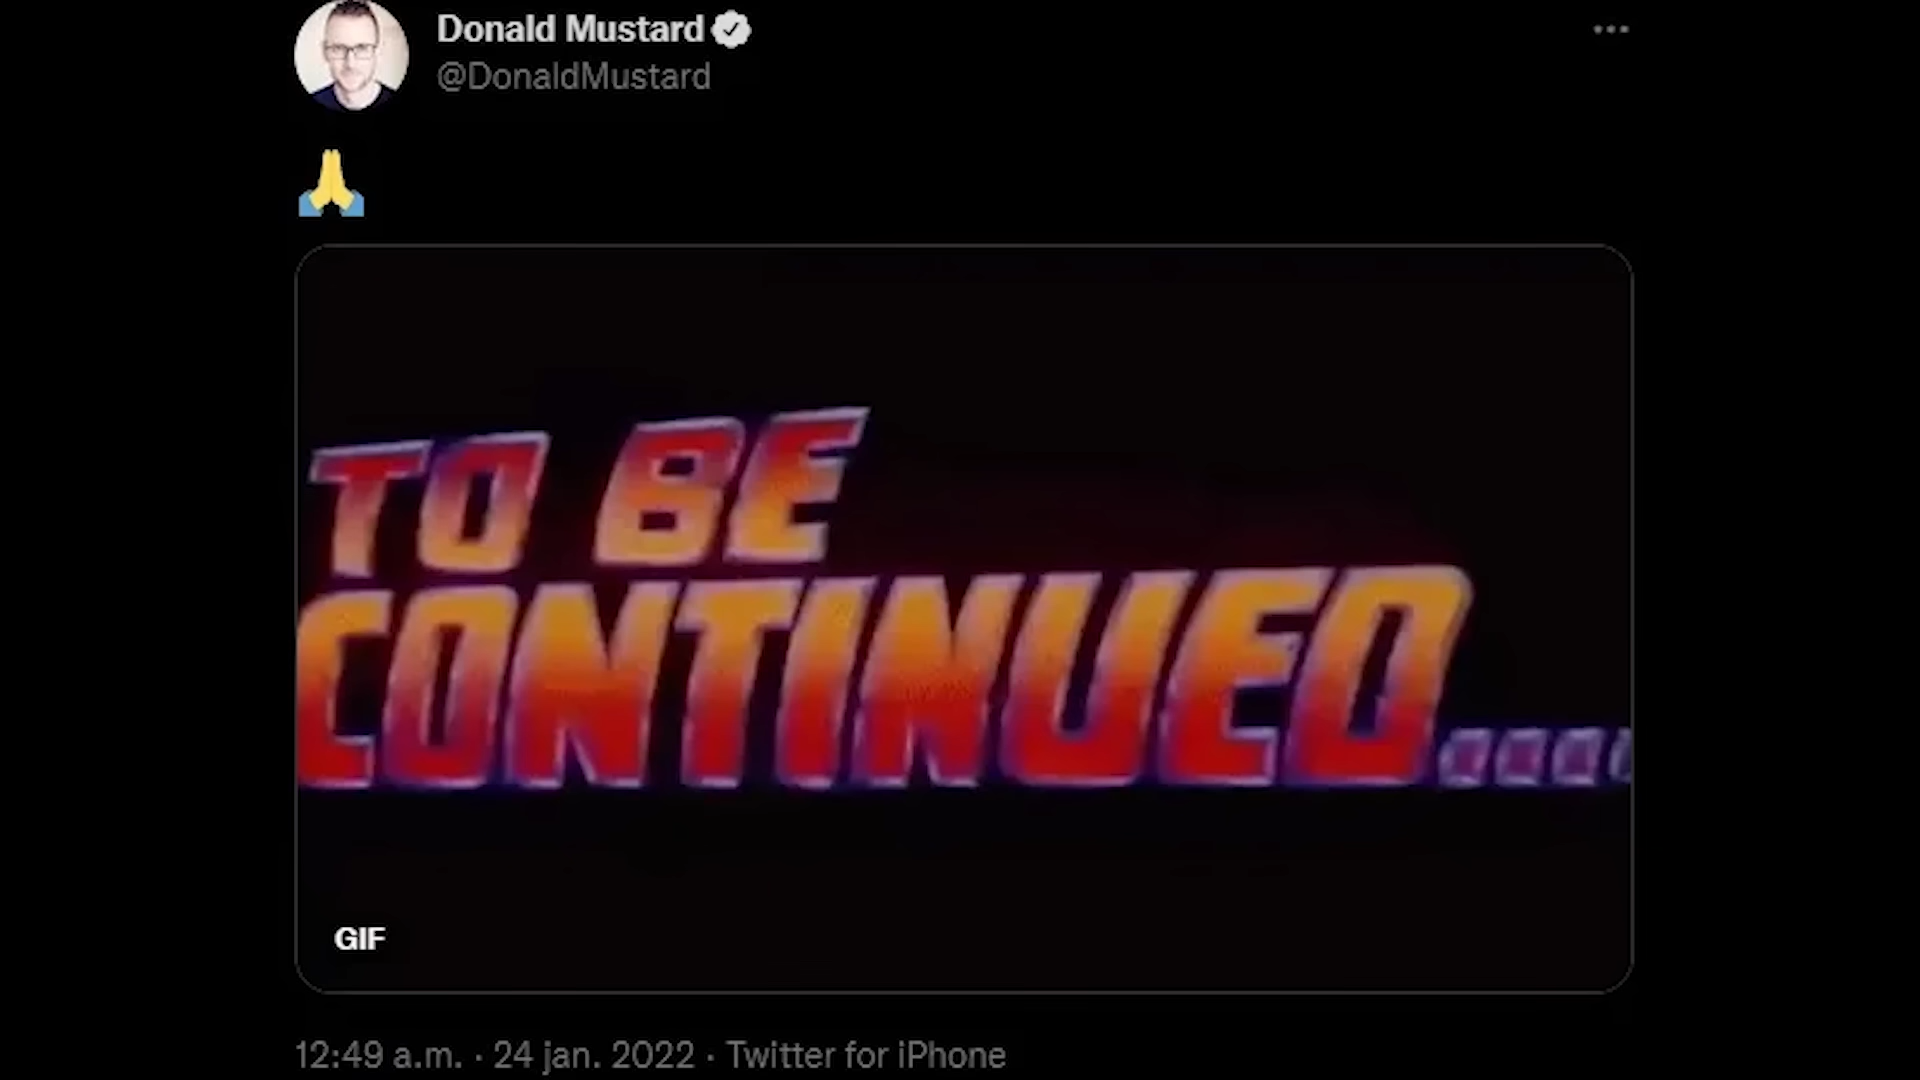 Donald Mustard
@DonaldMustard
🙏
TO BE
CONTINUED....
GIF
12:49 a.m. · 24 jan. 2022 · Twitter for iPhone